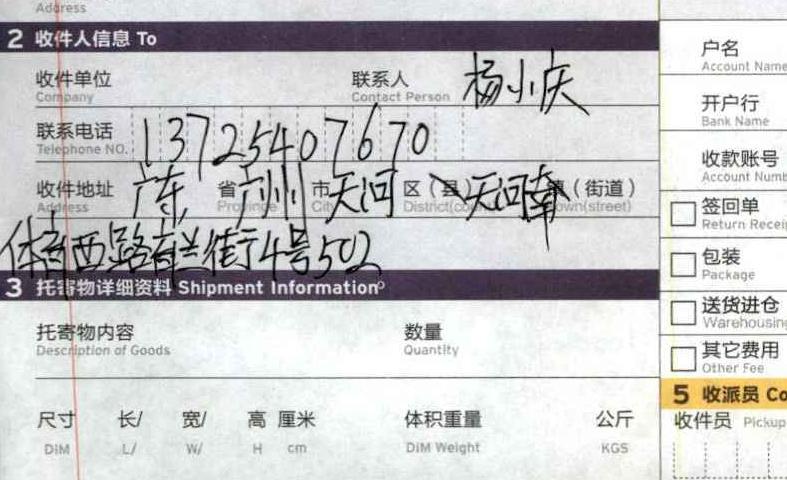 Address
2 收件人信息 To
收件单位 联系人 杨小庆
Company Contact Person
联系电话 13725407670
Telephone NO.
收件地址 广东 省 广州 市 天河 区（县） 天河南 镇（街道）
Address Province City District(county) Town(street)
体育西路育兰街4号502
3 托寄物详细资料 Shipment Information
托寄物内容 数量
Description of Goods Quantity
尺寸 长/ 宽/ 高 厘米 体积重量 公斤
DIM L/ W/ H cm DIM Weight KGS
户名
Account Name
开户行
Bank Name
收款账号
Account Numb
签回单
Return Recei
包装
Package
送货进仓
Warehousing
其它费用
Other Fee
5 收派员 Co
收件员 Pickup